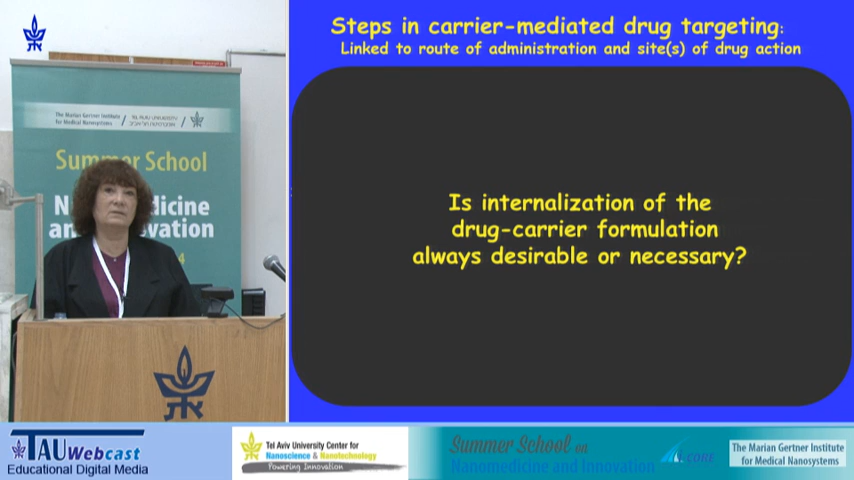 Steps in carrier-mediated drug targeting:
Linked to route of administration and site(s) of drug action
Is internalization of the
drug-carrier formulation
always desirable or necessary?
The Marian Gertner Institute
for Medical Nanosystems
TEL AVIV UNIVERSITY
Summer School
TAU Webcast
Educational Digital Media
Tel Aviv University Center for
Nanoscience & Nanotechnology
Powering Innovation
Summer School on
Nanomedicine and Innovation
The Marian Gertner Institute
for Medical Nanosystems